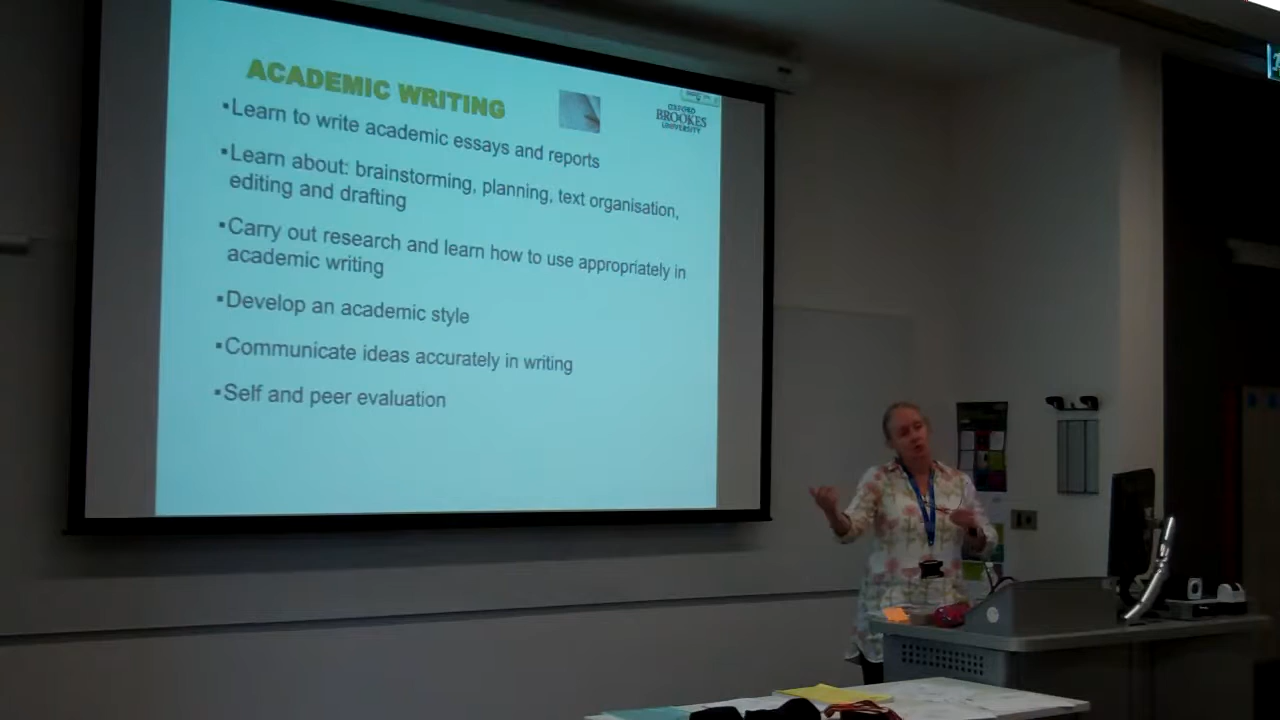 ACADEMIC WRITING
▪Learn to write academic essays and reports
▪Learn about: brainstorming, planning, text organisation,
editing and drafting
▪Carry out research and learn how to use appropriately in
academic writing
▪Develop an academic style
▪Communicate ideas accurately in writing
▪Self and peer evaluation
OXFORD
BROOKES
UNIVERSITY